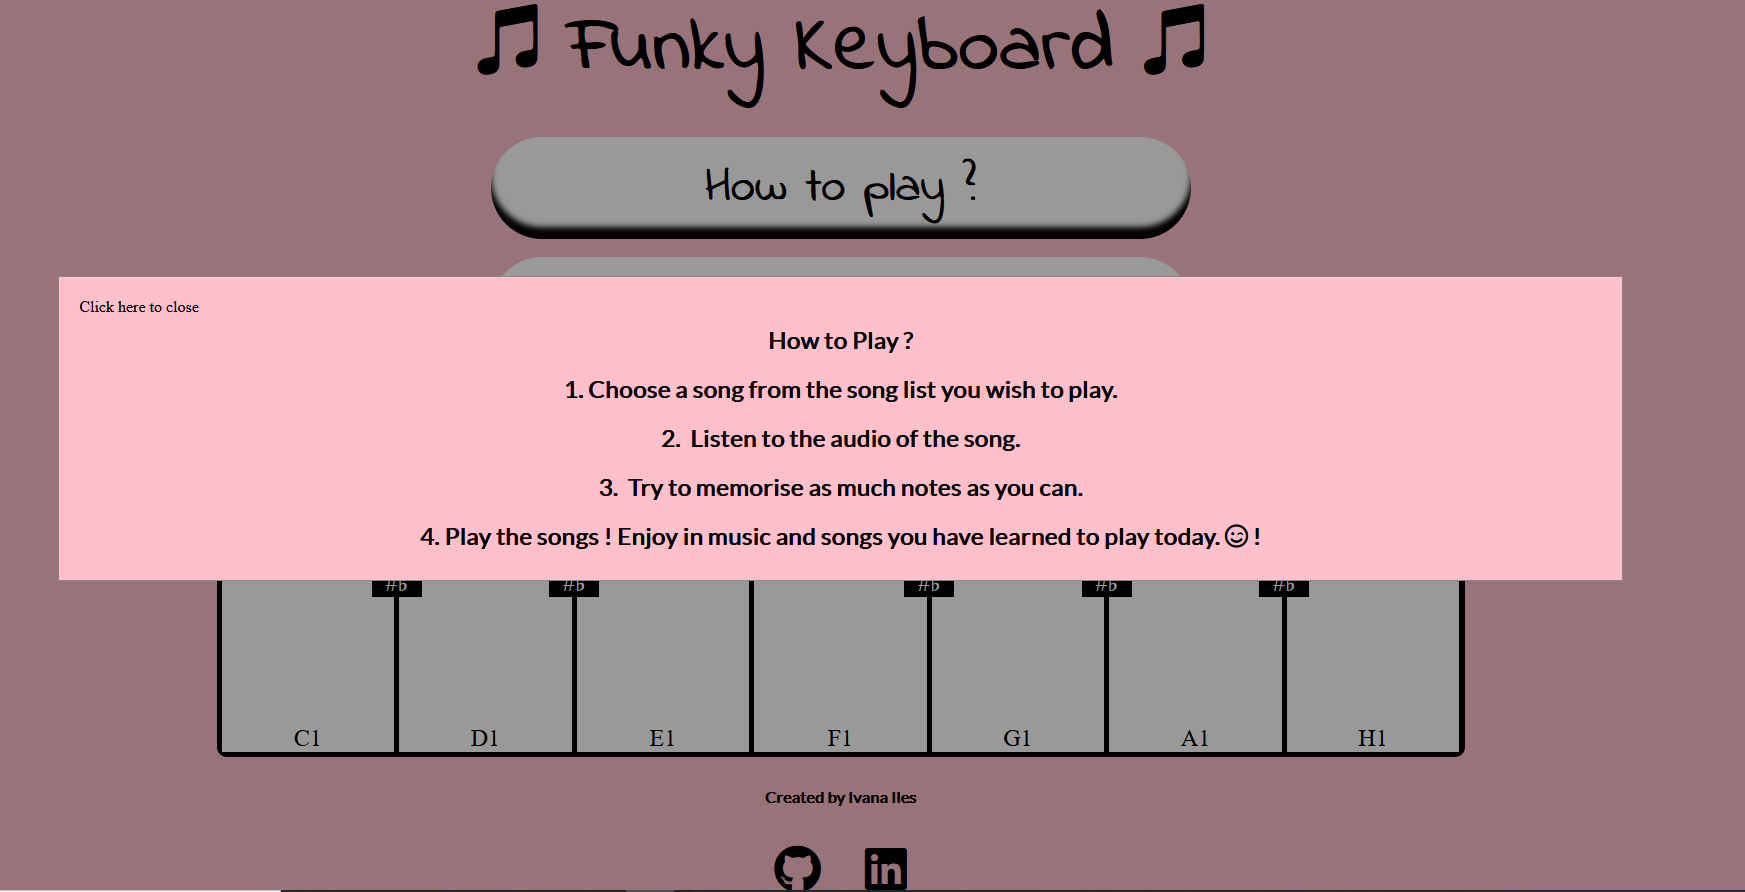 Funky Keyboard
How to play ?
Click here to close
How to Play ?
1. Choose a song from the song list you wish to play.
2. Listen to the audio of the song.
3. Try to memorise as much notes as you can.
4. Play the songs ! Enjoy in music and songs you have learned to play today. !
#b #b #b #b #b
C1 D1 E1 F1 G1 A1 H1
Created by Ivana Iles
in